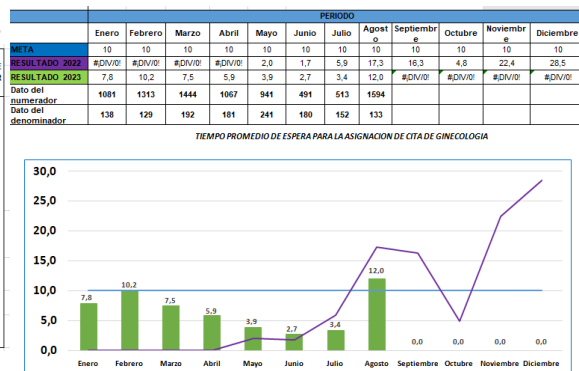 PERIODO
Enero Febrero Marzo Abril Mayo Junio Julio Agosto Septiembre Octubre Noviembre Diciembre
META 10 10 10 10 10 10 10 10 10 10 10 10
RESULTADO 2022 #¡DIV/0! #¡DIV/0! #¡DIV/0! #¡DIV/0! 2,0 1,7 5,9 17,3 16,3 4,8 22,4 28,5
RESULTADO 2023 7,8 10,2 7,5 5,9 3,9 2,7 3,4 12,0 #¡DIV/0! #¡DIV/0! #¡DIV/0! #¡DIV/0!
Dato del numerador 1081 1313 1444 1067 941 491 513 1594
Dato del denominador 138 129 192 181 241 180 152 133
TIEMPO PROMEDIO DE ESPERA PARA LA ASIGNACION DE CITA DE GINECOLOGIA
30,0
25,0
20,0
15,0
10,0
5,0
0,0
7,8 10,2 7,5 5,9 3,9 2,7 3,4 12,0 0,0 0,0 0,0 0,0
Enero Febrero Marzo Abril Mayo Junio Julio Agosto Septiembre Octubre Noviembre Diciembre